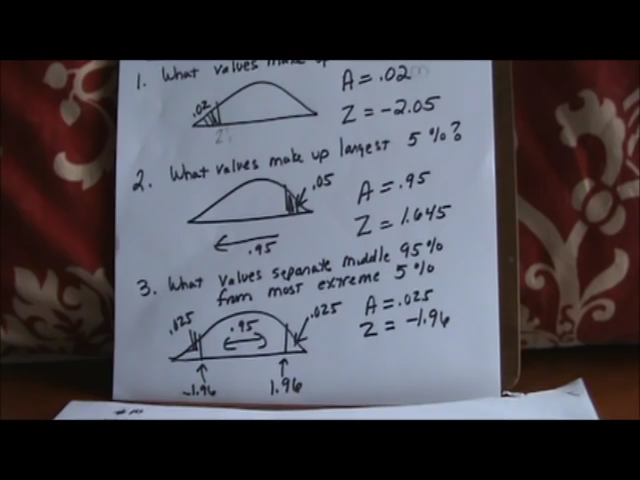 1. What values make up
.02
A = .02
Z = -2.05
2. What values make up largest 5%?
.05
A = .95
Z = 1.645
.95
3. What values separate middle 95%
from most extreme 5%
.025
.95
.025
A = .025
Z = -1.96
-1.96
1.96